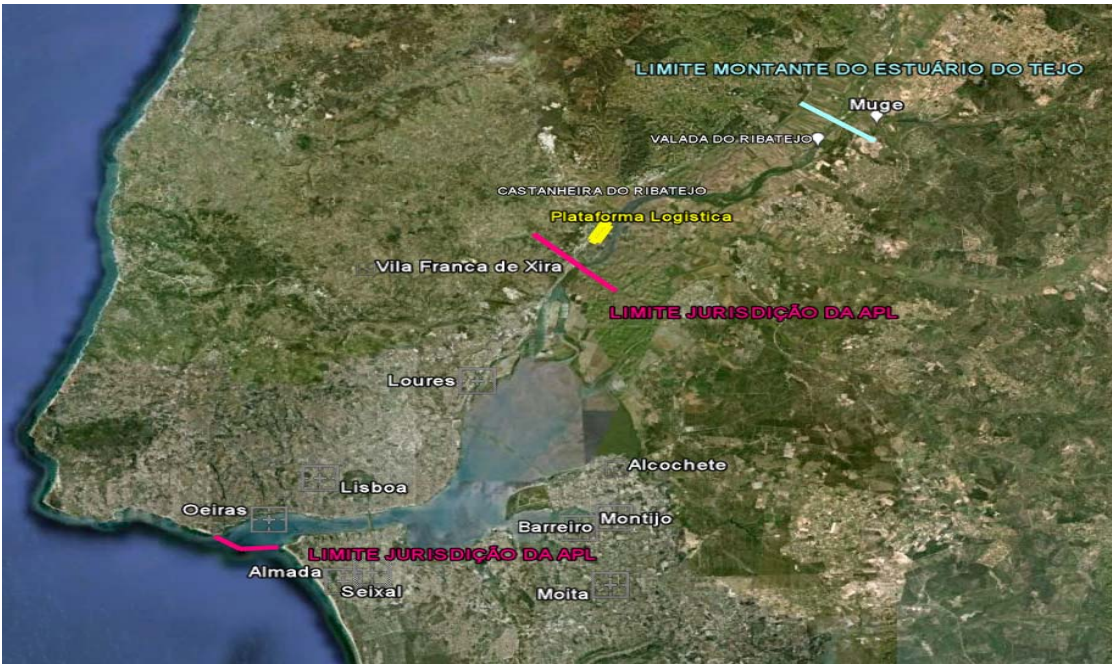 LIMITE MONTANTE DO ESTUÁRIO DO TEJO
Muge
VALADA DO RIBATEJO
CASTANHEIRA DO RIBATEJO
Plataforma Logistica
Vila Franca de Xira
LIMITE JURISDIÇÃO DA APL
Loures
Alcochete
Lisboa
Oeiras
Montijo
Barreiro
LIMITE JURISDIÇÃO DA APL
Almada
Seixal
Moita